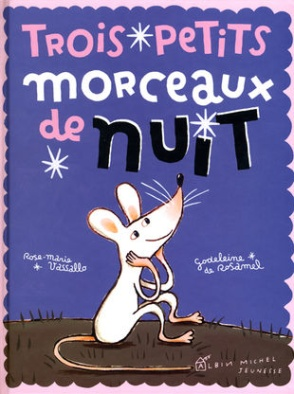 TROIS PETITS
MORCEAUX
de NUIT
Rose-Marie
Vassallo
Godeleine
de Rosamel
ALBIN MICHEL
JEUNESSE